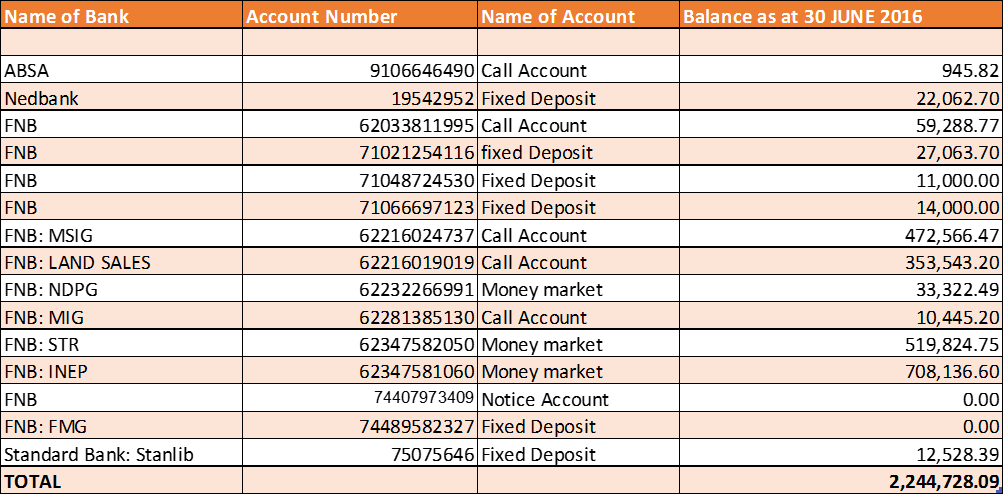 Name of Bank Account Number Name of Account Balance as at 30 JUNE 2016
ABSA 9106646490 Call Account 945.82
Nedbank 19542952 Fixed Deposit 22,062.70
FNB 62033811995 Call Account 59,288.77
FNB 71021254116 fixed Deposit 27,063.70
FNB 71048724530 Fixed Deposit 11,000.00
FNB 71066697123 Fixed Deposit 14,000.00
FNB: MSIG 62216024737 Call Account 472,566.47
FNB: LAND SALES 62216019019 Call Account 353,543.20
FNB: NDPG 62232266991 Money market 33,322.49
FNB: MIG 62281385130 Call Account 10,445.20
FNB: STR 62347582050 Money market 519,824.75
FNB: INEP 62347581060 Money market 708,136.60
FNB 74407973409 Notice Account 0.00
FNB: FMG 74489582327 Fixed Deposit 0.00
Standard Bank: Stanlib 75075646 Fixed Deposit 12,528.39
TOTAL 2,244,728.09